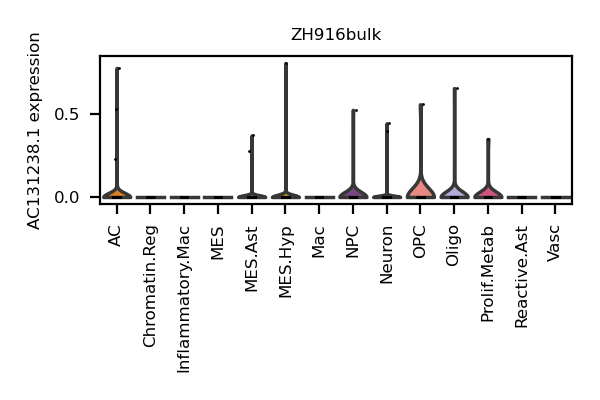 ZH916bulk
AC131238.1 expression
0.5
0.0
AC
Chromatin.Reg
Inflammatory.Mac
MES
MES.Ast
MES.Hyp
Mac
NPC
Neuron
OPC
Oligo
Prolif.Metab
Reactive.Ast
Vasc